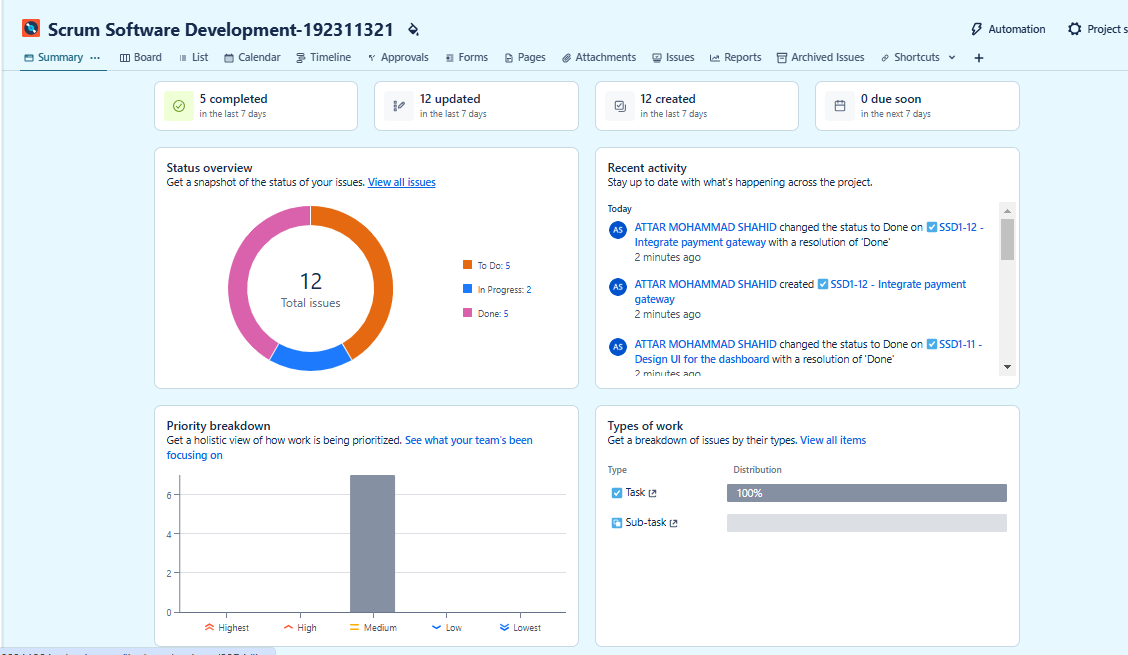 Scrum Software Development-192311321
Automation
Project s
Summary ···
Board
List
Calendar
Timeline
Approvals
Forms
Pages
Attachments
Issues
Reports
Archived Issues
Shortcuts
5 completed
in the last 7 days
12 updated
in the last 7 days
12 created
in the last 7 days
0 due soon
in the next 7 days
Status overview
Get a snapshot of the status of your issues. View all issues
12
Total issues
To Do: 5
In Progress: 2
Done: 5
Recent activity
Stay up to date with what's happening across the project.
Today
AS
ATTAR MOHAMMAD SHAHID changed the status to Done on SSD1-12 -
Integrate payment gateway with a resolution of 'Done'
2 minutes ago
AS
ATTAR MOHAMMAD SHAHID created SSD1-12 - Integrate payment
gateway
2 minutes ago
AS
ATTAR MOHAMMAD SHAHID changed the status to Done on SSD1-11 -
Design UI for the dashboard with a resolution of 'Done'
2 minutes ago
Priority breakdown
Get a holistic view of how work is being prioritized. See what your team's been
focusing on
6
4
2
0
Highest
High
Medium
Low
Lowest
Types of work
Get a breakdown of issues by their types. View all items
Type
Distribution
Task
100%
Sub-task